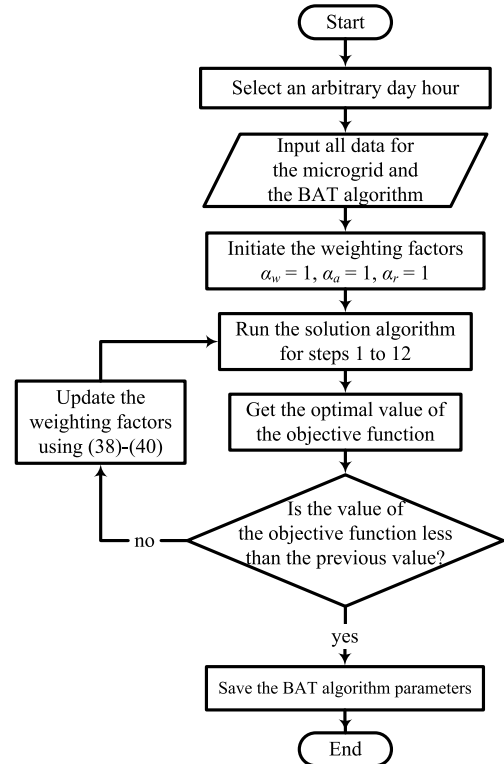 Start
Select an arbitrary day hour
Input all data for
the microgrid and
the BAT algorithm
Initiate the weighting factors
α_w = 1, α_a = 1, α_r = 1
Run the solution algorithm
for steps 1 to 12
Update the
weighting factors
using (38)-(40)
Get the optimal value of
the objective function
Is the value of
the objective function less
than the previous value?
no
yes
Save the BAT algorithm parameters
End